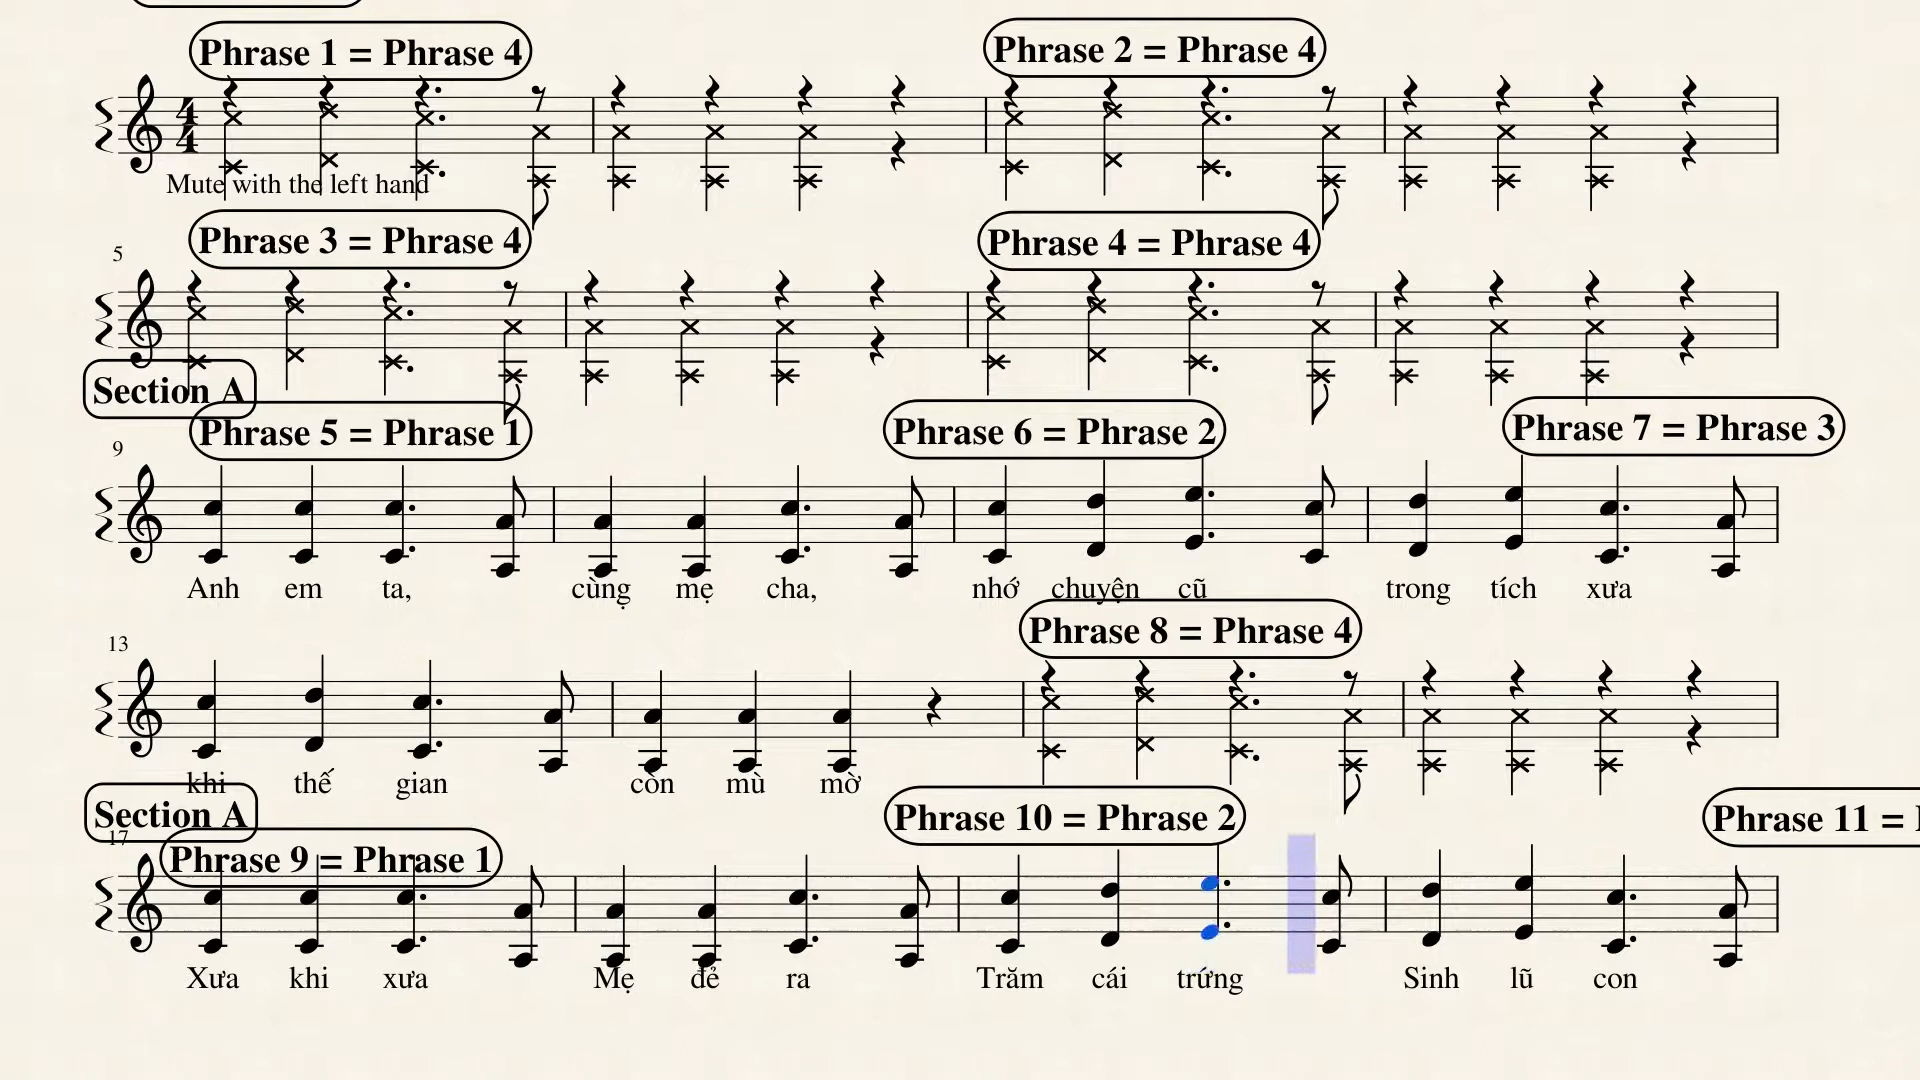 Phrase 1 = Phrase 4
Phrase 2 = Phrase 4
4
4
Mute with the left hand
Phrase 3 = Phrase 4
Phrase 4 = Phrase 4
5
Section A
Phrase 5 = Phrase 1
Phrase 6 = Phrase 2
Phrase 7 = Phrase 3
9
Anh em ta, cùng mẹ cha, nhớ chuyện cũ trong tích xưa
Phrase 8 = Phrase 4
13
khi thế gian còn mù mờ
Section A
Phrase 9 = Phrase 1
Phrase 10 = Phrase 2
Phrase 11 =
17
Xưa khi xưa Mẹ đẻ ra Trăm cái trứng Sinh lũ con